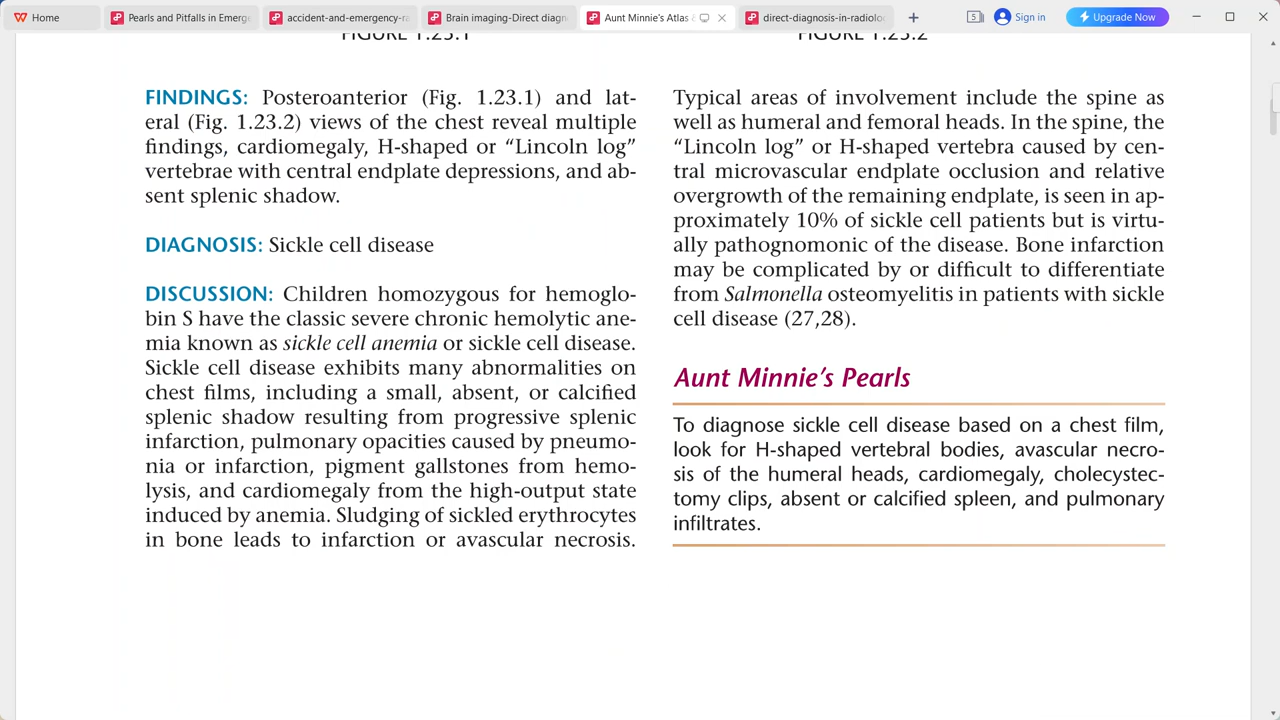 Home
Pearls and Pitfalls in Emerg
accident-and-emergency-ra
Brain imaging-Direct diagn
Aunt Minnie's Atlas
direct-diagnosis-in-radiolo
5
Sign in
Upgrade Now
FIGURE 1.23.1
FIGURE 1.23.2
FINDINGS: Posteroanterior (Fig. 1.23.1) and lat-
eral (Fig. 1.23.2) views of the chest reveal multiple
findings, cardiomegaly, H-shaped or “Lincoln log”
vertebrae with central endplate depressions, and ab-
sent splenic shadow.
DIAGNOSIS: Sickle cell disease
DISCUSSION: Children homozygous for hemoglo-
bin S have the classic severe chronic hemolytic ane-
mia known as sickle cell anemia or sickle cell disease.
Sickle cell disease exhibits many abnormalities on
chest films, including a small, absent, or calcified
splenic shadow resulting from progressive splenic
infarction, pulmonary opacities caused by pneumo-
nia or infarction, pigment gallstones from hemo-
lysis, and cardiomegaly from the high-output state
induced by anemia. Sludging of sickled erythrocytes
in bone leads to infarction or avascular necrosis.
Typical areas of involvement include the spine as
well as humeral and femoral heads. In the spine, the
“Lincoln log” or H-shaped vertebra caused by cen-
tral microvascular endplate occlusion and relative
overgrowth of the remaining endplate, is seen in ap-
proximately 10% of sickle cell patients but is virtu-
ally pathognomonic of the disease. Bone infarction
may be complicated by or difficult to differentiate
from Salmonella osteomyelitis in patients with sickle
cell disease (27,28).
Aunt Minnie’s Pearls
To diagnose sickle cell disease based on a chest film,
look for H-shaped vertebral bodies, avascular necro-
sis of the humeral heads, cardiomegaly, cholecystec-
tomy clips, absent or calcified spleen, and pulmonary
infiltrates.